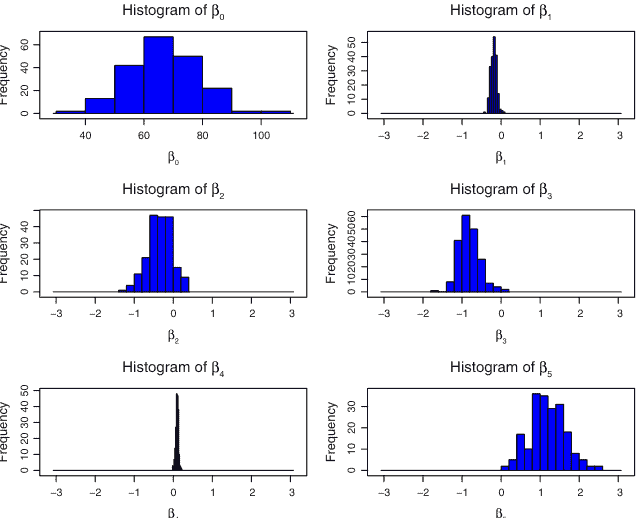 Histogram of β0
Frequency
0 20 40 60
40 60 80 100
β0
Histogram of β1
Frequency
0 10 20 30 40 50
−3 −2 −1 0 1 2 3
β1
Histogram of β2
Frequency
0 10 20 30 40
−3 −2 −1 0 1 2 3
β2
Histogram of β3
Frequency
0 10 20 30 40 50 60
−3 −2 −1 0 1 2 3
β3
Histogram of β4
Frequency
0 10 20 30 40 50
−3 −2 −1 0 1 2 3
Histogram of β5
Frequency
0 10 20 30
−3 −2 −1 0 1 2 3